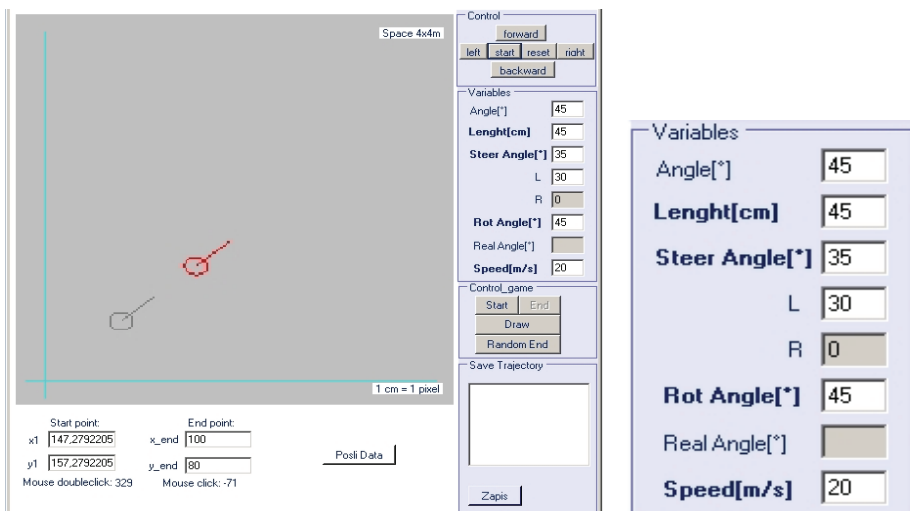 Space 4x4m
1 cm = 1 pixel
Start point:
x1 147,2792205
y1 157,2792205
Mouse doubleclick: 329
End point:
x_end 100
y_end 80
Mouse click: -71
Posli Data
Control
forward
left start reset right
backward
Variables
Angle[°] 45
Lenght[cm] 45
Steer Angle[°] 35
L 30
R 0
Rot Angle[°] 45
Real Angle[°]
Speed[m/s] 20
Control_game
Start End
Draw
Random End
Save Trajectory
Zapis
Variables
Angle[°] 45
Lenght[cm] 45
Steer Angle[°] 35
L 30
R 0
Rot Angle[°] 45
Real Angle[°]
Speed[m/s] 20